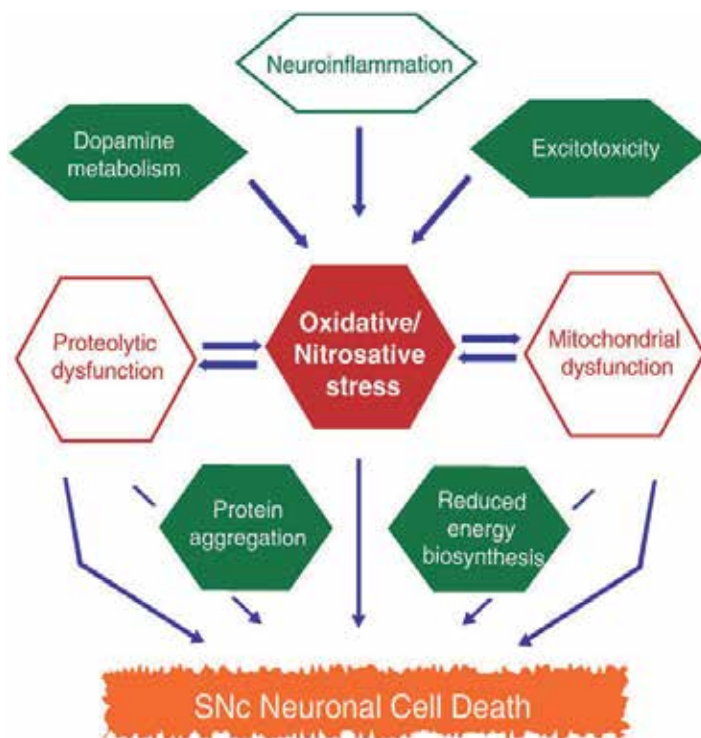 Neuroinflammation
Dopamine
metabolism
Excitotoxicity
Oxidative/
Nitrosative
stress
Proteolytic
dysfunction
Mitochondrial
dysfunction
Protein
aggregation
Reduced
energy
biosynthesis
SNc Neuronal Cell Death